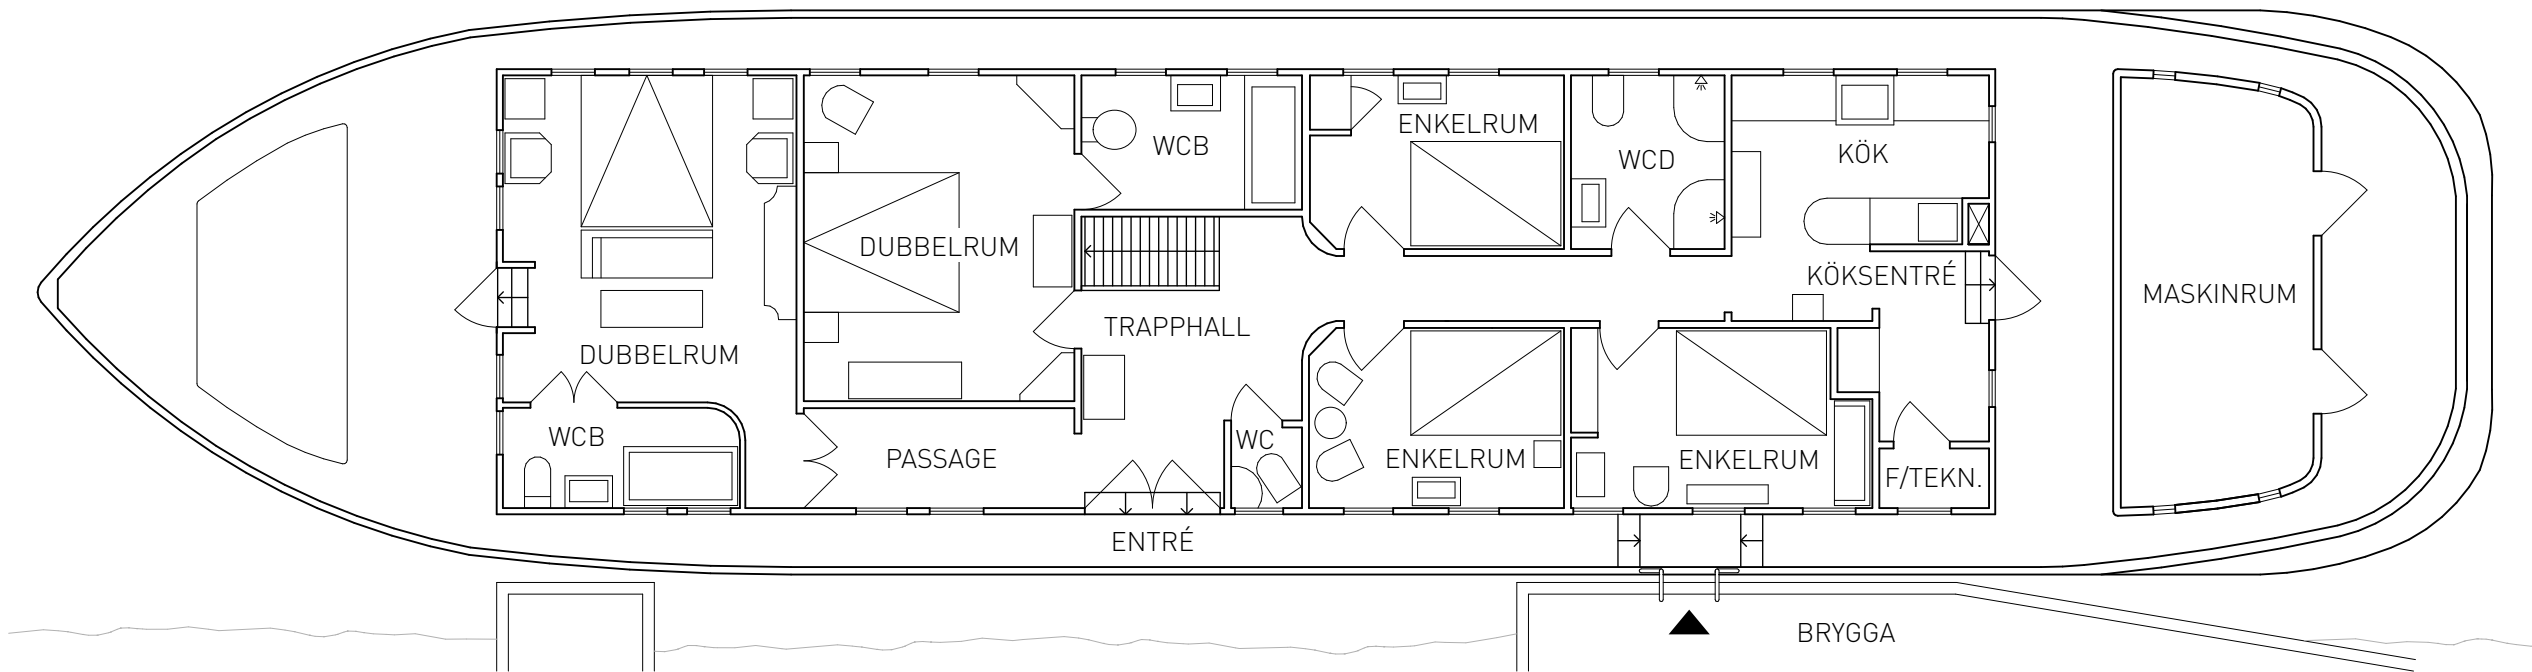 ENKELRUM
WCB
WCD
KÖK
DUBBELRUM
KÖKSENTRÉ
MASKINRUM
TRAPPHALL
DUBBELRUM
WCB
WC
PASSAGE
ENKELRUM
ENKELRUM
F/TEKN.
ENTRÉ
BRYGGA